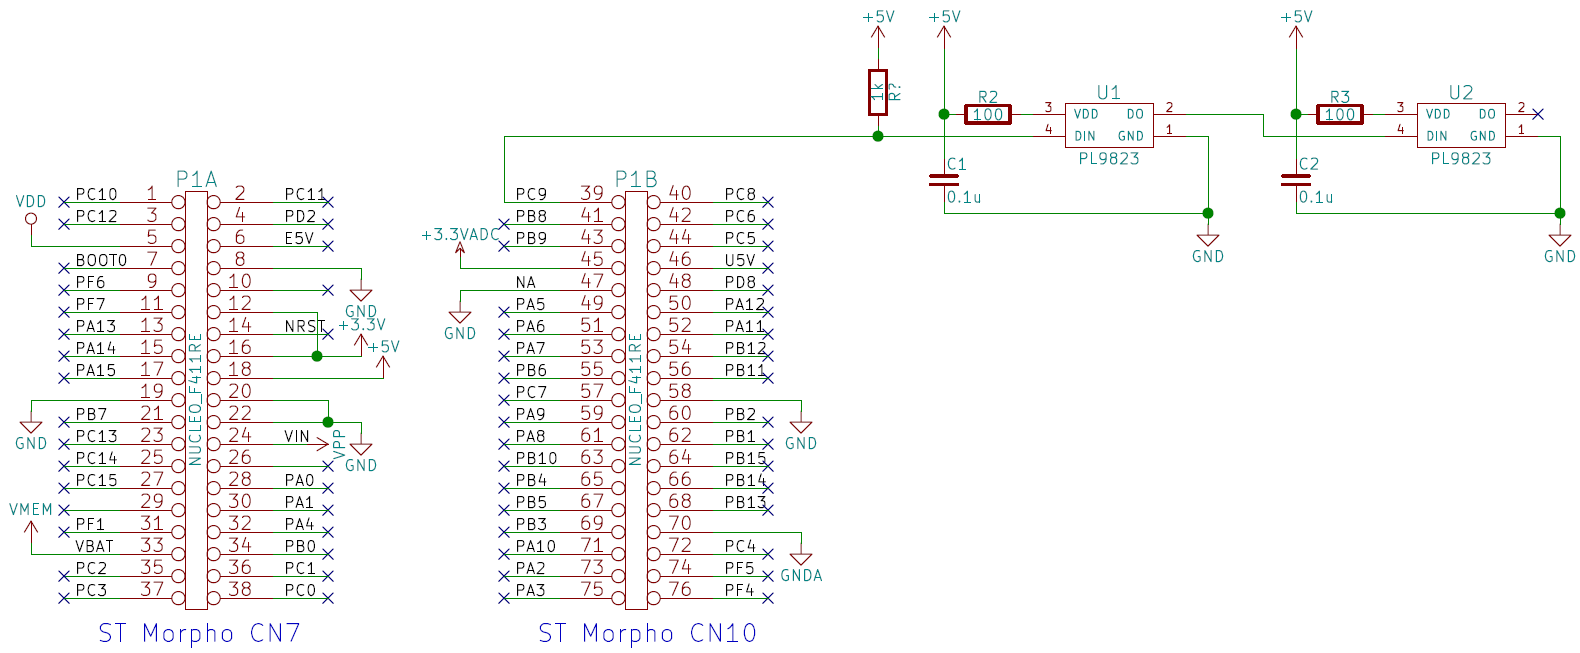 +5V
+5V
+5V
1k
R?
R2
100
3
4
U1
VDD DO
DIN GND
PL9823
2
1
R3
100
3
4
U2
VDD DO
DIN GND
PL9823
2
1
C1
0.1u
C2
0.1u
GND
GND
P1A
PC10 1 2 PC11
VDD
PC12 3 4 PD2
5 6 E5V
BOOT0 7 8
PF6 9 10
GND
PF7 11 12
PA13 13 14 NRST
+3.3V
PA14 15 16
+5V
PA15 17 18
19 20
GND
PB7 21 22
GND
PC13 23 24 VIN
VPP
PC14 25 26
PC15 27 28 PA0
VMEM
29 30 PA1
PF1 31 32 PA4
VBAT 33 34 PB0
PC2 35 36 PC1
PC3 37 38 PC0
NUCLEO_F411RE
ST Morpho CN7
P1B
PC9 39 40 PC8
PB8 41 42 PC6
+3.3VADC
PB9 43 44 PC5
45 46 U5V
NA 47 48 PD8
GND
PA5 49 50 PA12
PA6 51 52 PA11
PA7 53 54 PB12
PB6 55 56 PB11
PC7 57 58
PA9 59 60 PB2
GND
PA8 61 62 PB1
PB10 63 64 PB15
PB4 65 66 PB14
PB5 67 68 PB13
PB3 69 70
PA10 71 72 PC4
GNDA
PA2 73 74 PF5
PA3 75 76 PF4
NUCLEO_F411RE
ST Morpho CN10